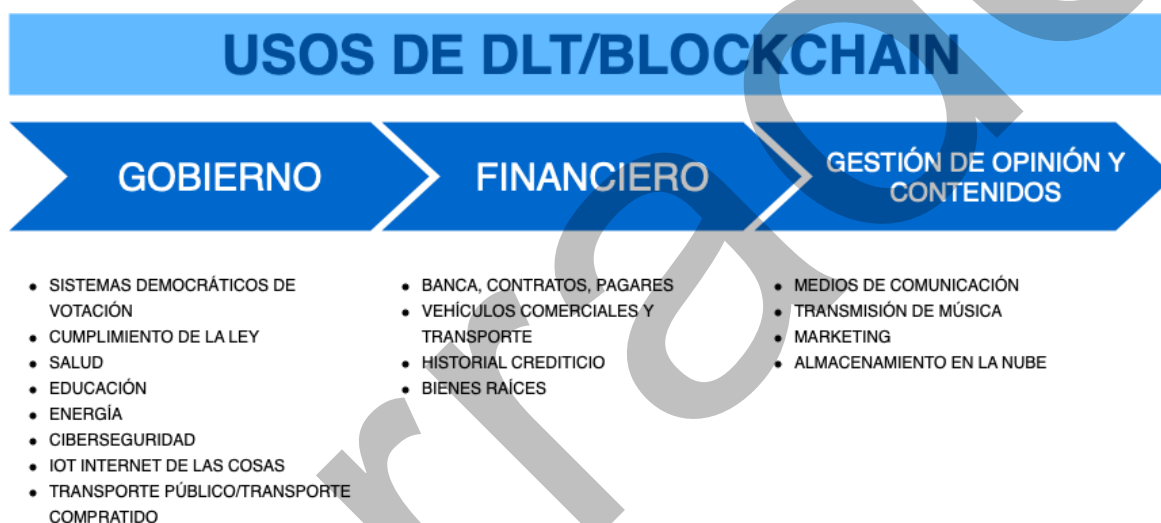 USOS DE DLT/BLOCKCHAIN
GOBIERNO
FINANCIERO
GESTIÓN DE OPINIÓN Y
CONTENIDOS
• SISTEMAS DEMOCRÁTICOS DE
VOTACIÓN
• CUMPLIMIENTO DE LA LEY
• SALUD
• EDUCACIÓN
• ENERGÍA
• CIBERSEGURIDAD
• IOT INTERNET DE LAS COSAS
• TRANSPORTE PÚBLICO/TRANSPORTE
COMPRATIDO
• BANCA, CONTRATOS, PAGARES
• VEHÍCULOS COMERCIALES Y
TRANSPORTE
• HISTORIAL CREDITICIO
• BIENES RAÍCES
• MEDIOS DE COMUNICACIÓN
• TRANSMISIÓN DE MÚSICA
• MARKETING
• ALMACENAMIENTO EN LA NUBE